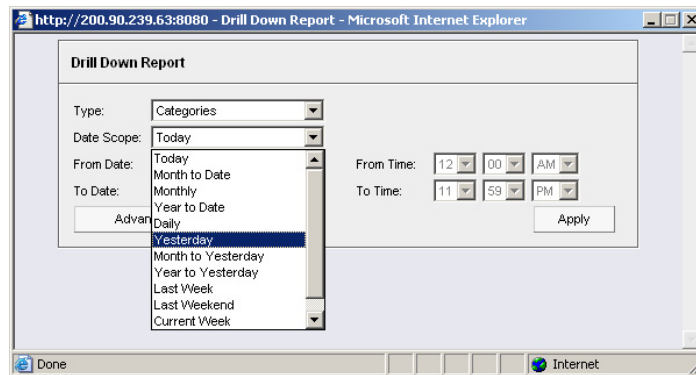 http://200.90.239.63:8080 - Drill Down Report - Microsoft Internet Explorer
Drill Down Report
Type: Categories
Date Scope: Today
From Date: From Time: 12 00 AM
To Date: To Time: 11 59 PM
Today
Month to Date
Monthly
Year to Date
Daily
Yesterday
Month to Yesterday
Year to Yesterday
Last Week
Last Weekend
Current Week
Advan
Apply
Done
Internet